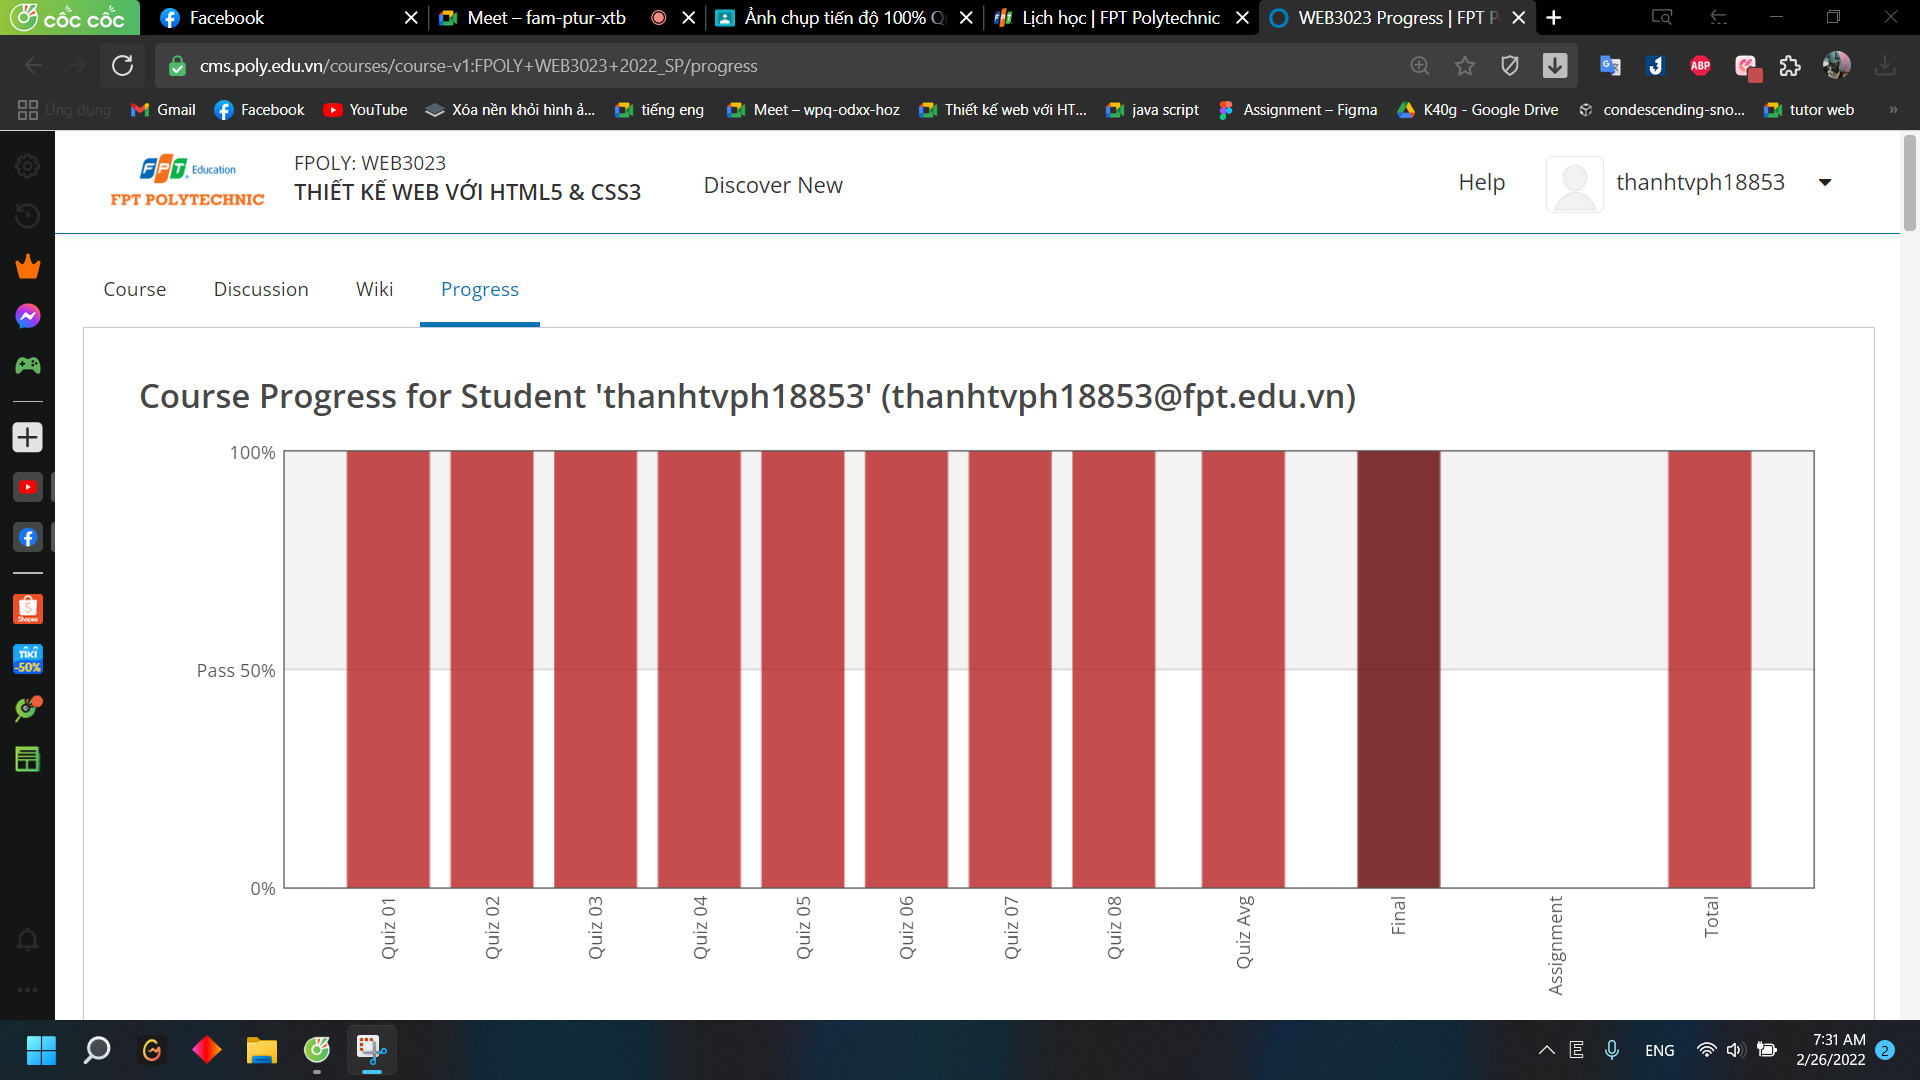 cốc cốc
Facebook
Meet – fam-ptur-xtb
Ảnh chụp tiến độ 100% Q
Lịch học | FPT Polytechnic
WEB3023 Progress | FPT P
cms.poly.edu.vn/courses/course-v1:FPOLY+WEB3023+2022_SP/progress
ABP
Ứng dụng
Gmail
Facebook
YouTube
Xóa nền khỏi hình ả...
tiếng eng
Meet – wpq-odxx-hoz
Thiết kế web với HT...
java script
Assignment – Figma
K40g - Google Drive
condescending-sno...
tutor web
»
FPT Education
FPT POLYTECHNIC
FPOLY: WEB3023
THIẾT KẾ WEB VỚI HTML5 & CSS3
Discover New
Help
thanhtvph18853
Course
Discussion
Wiki
Progress
Course Progress for Student 'thanhtvph18853' (thanhtvph18853@fpt.edu.vn)
100%
Pass 50%
0%
Quiz 01
Quiz 02
Quiz 03
Quiz 04
Quiz 05
Quiz 06
Quiz 07
Quiz 08
Quiz Avg
Final
Assignment
Total
Shopee
TIKI
-50%
ENG
7:31 AM
2/26/2022
2